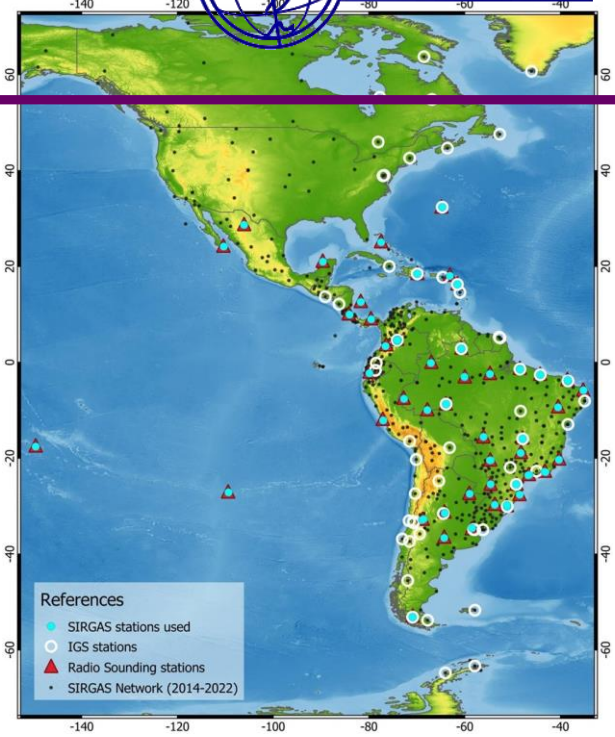 -140 -120 -100 -80 -60 -40
60 60
40 40
20 20
0 0
-20 -20
-40 -40
-60 -60
References
SIRGAS stations used
IGS stations
Radio Sounding stations
SIRGAS Network (2014-2022)
-140 -120 -100 -80 -60 -40